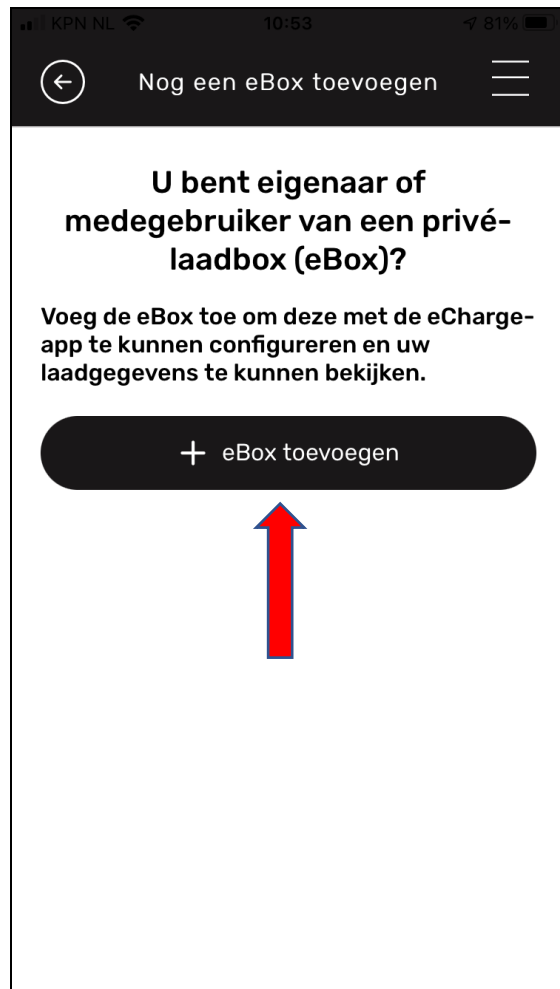 KPN NL 10:53 81%
Nog een eBox toevoegen
U bent eigenaar of
medegebruiker van een privé-
laadbox (eBox)?
Voeg de eBox toe om deze met de eCharge-
app te kunnen configureren en uw
laadgegevens te kunnen bekijken.
+ eBox toevoegen